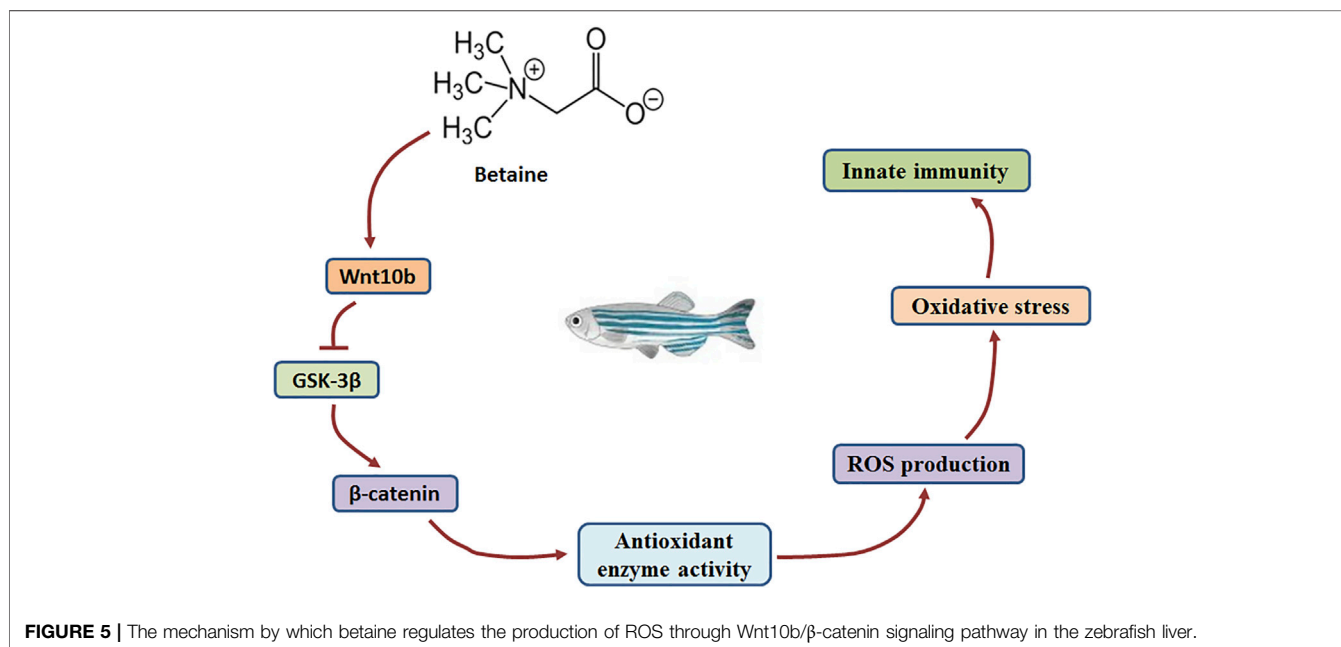 H₃C
O
H₃C
N
⊕
O
⊖
H₃C
Betaine
Wnt10b
GSK-3β
β-catenin
Antioxidant
enzyme activity
ROS production
Oxidative stress
Innate immunity
FIGURE 5 | The mechanism by which betaine regulates the production of ROS through Wnt10b/β-catenin signaling pathway in the zebrafish liver.